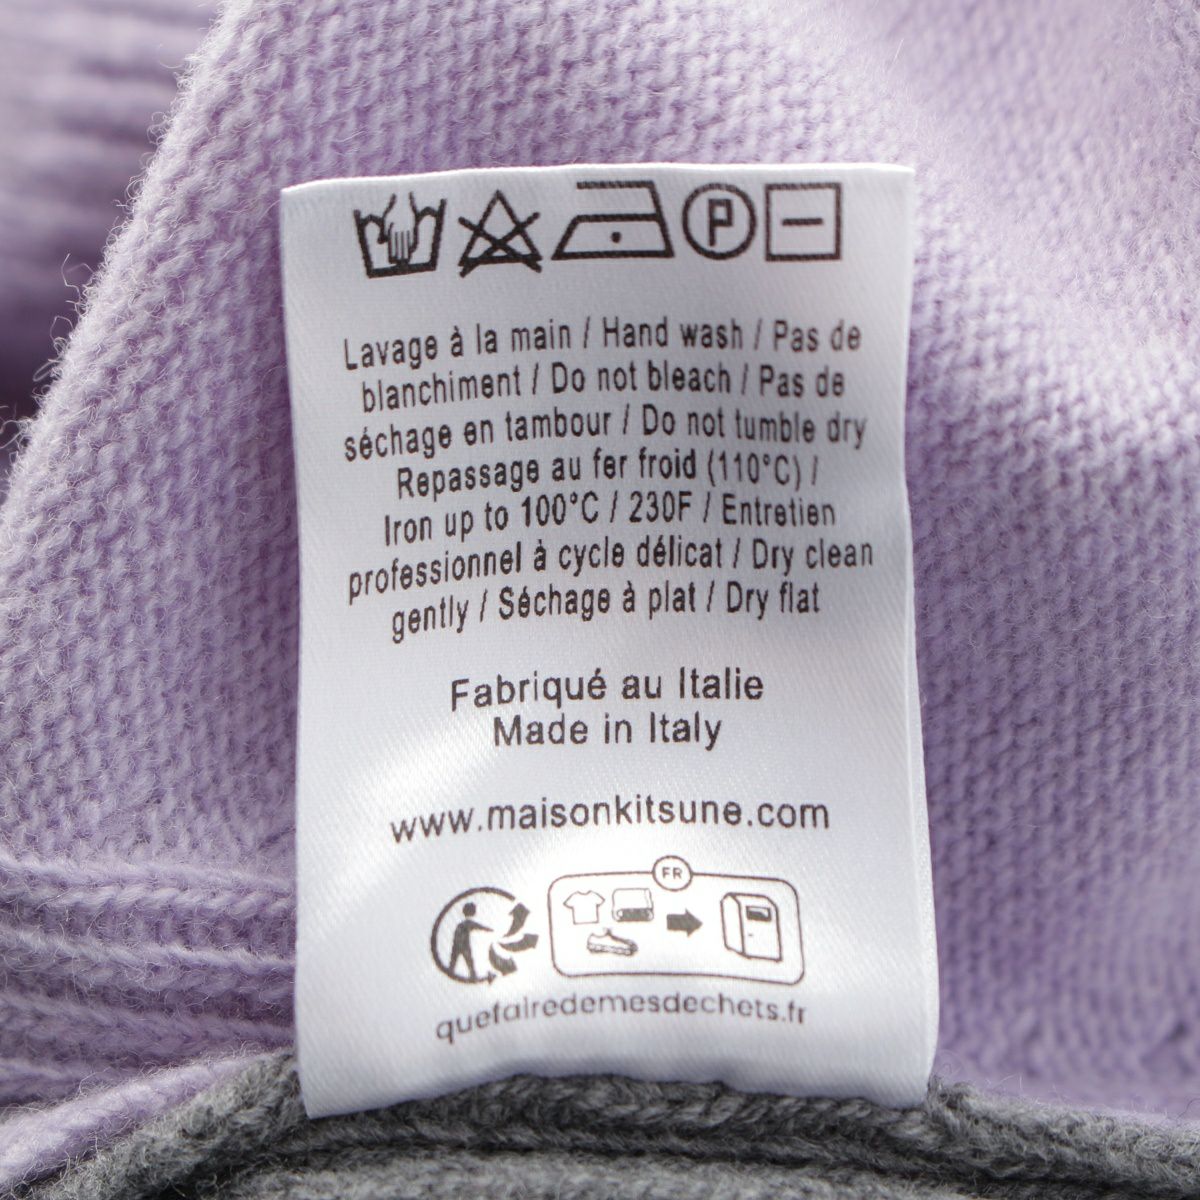 P
Lavage à la main / Hand wash / Pas de
blanchiment / Do not bleach / Pas de
séchage en tambour / Do not tumble dry
Repassage au fer froid (110°C) /
Iron up to 100°C / 230F / Entretien
professionnel à cycle délicat / Dry clean
gently / Séchage à plat / Dry flat
Fabriqué au Italie
Made in Italy
www.maisonkitsune.com
FR
quefairedemesdechets.fr